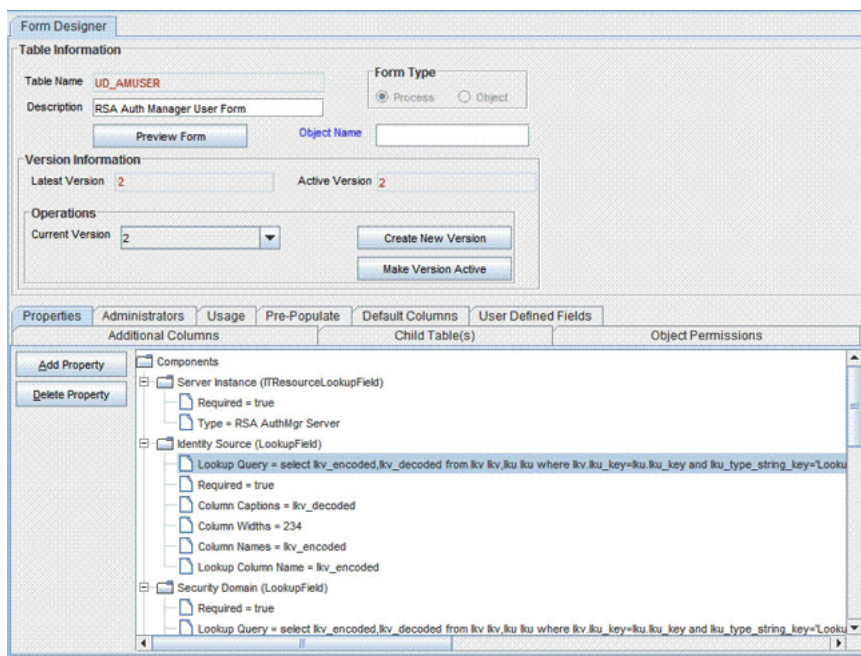 Form Designer
Table Information
Table Name UD_AMUSER
Form Type
Process Object
Description RSA Auth Manager User Form
Preview Form
Object Name
Version Information
Latest Version 2
Active Version 2
Operations
Current Version 2
Create New Version
Make Version Active
Properties Administrators Usage Pre-Populate Default Columns User Defined Fields
Additional Columns Child Table(s) Object Permissions
Add Property
Delete Property
Components
Server Instance (ITResourceLookupField)
Required = true
Type = RSA AuthMgr Server
Identity Source (LookupField)
Lookup Query = select lkv_encoded,lkv_decoded from lkv lkv,lku lku where lkv.lku_key=lku.lku_key and lku_type_string_key='Looku
Required = true
Column Captions = lkv_decoded
Column Widths = 234
Column Names = lkv_encoded
Lookup Column Name = lkv_encoded
Security Domain (LookupField)
Required = true
Lookup Query = select lkv_encoded,lkv_decoded from lkv lkv,lku lku where lkv.lku_key=lku.lku_key and lku_type_string_key='Looku